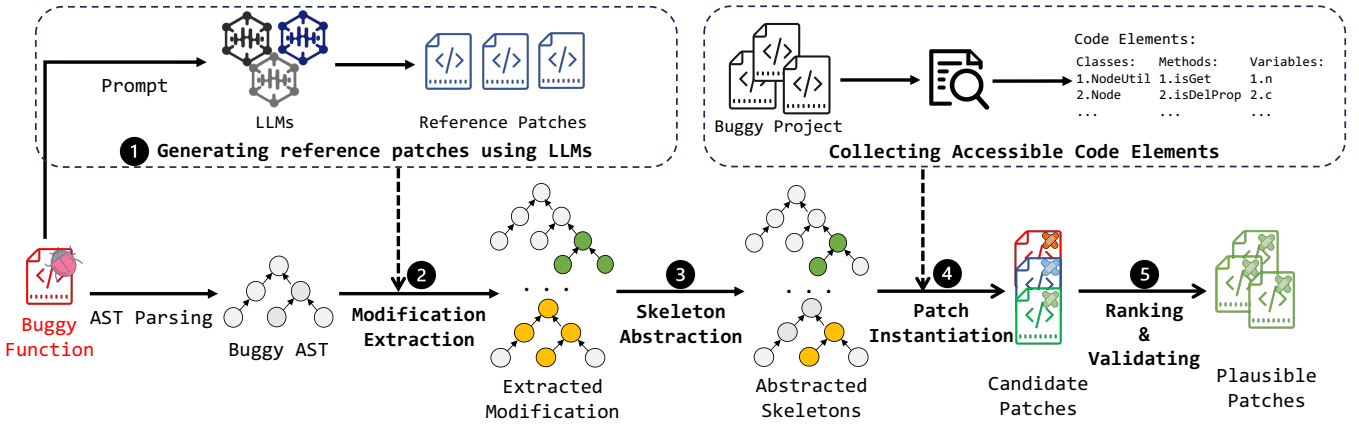 Prompt
LLMs
Reference Patches
1 Generating reference patches using LLMs
Buggy Project
Code Elements:
Classes: Methods: Variables:
1.NodeUtil 1.isGet 1.n
2.Node 2.isDelProp 2.c
... ... ...
Collecting Accessible Code Elements
Buggy
Function
AST Parsing
Buggy AST
2
Modification
Extraction
. . .
Extracted
Modification
3
Skeleton
Abstraction
. . .
Abstracted
Skeletons
4
Patch
Instantiation
Candidate
Patches
5
Ranking
&
Validating
Plausible
Patches